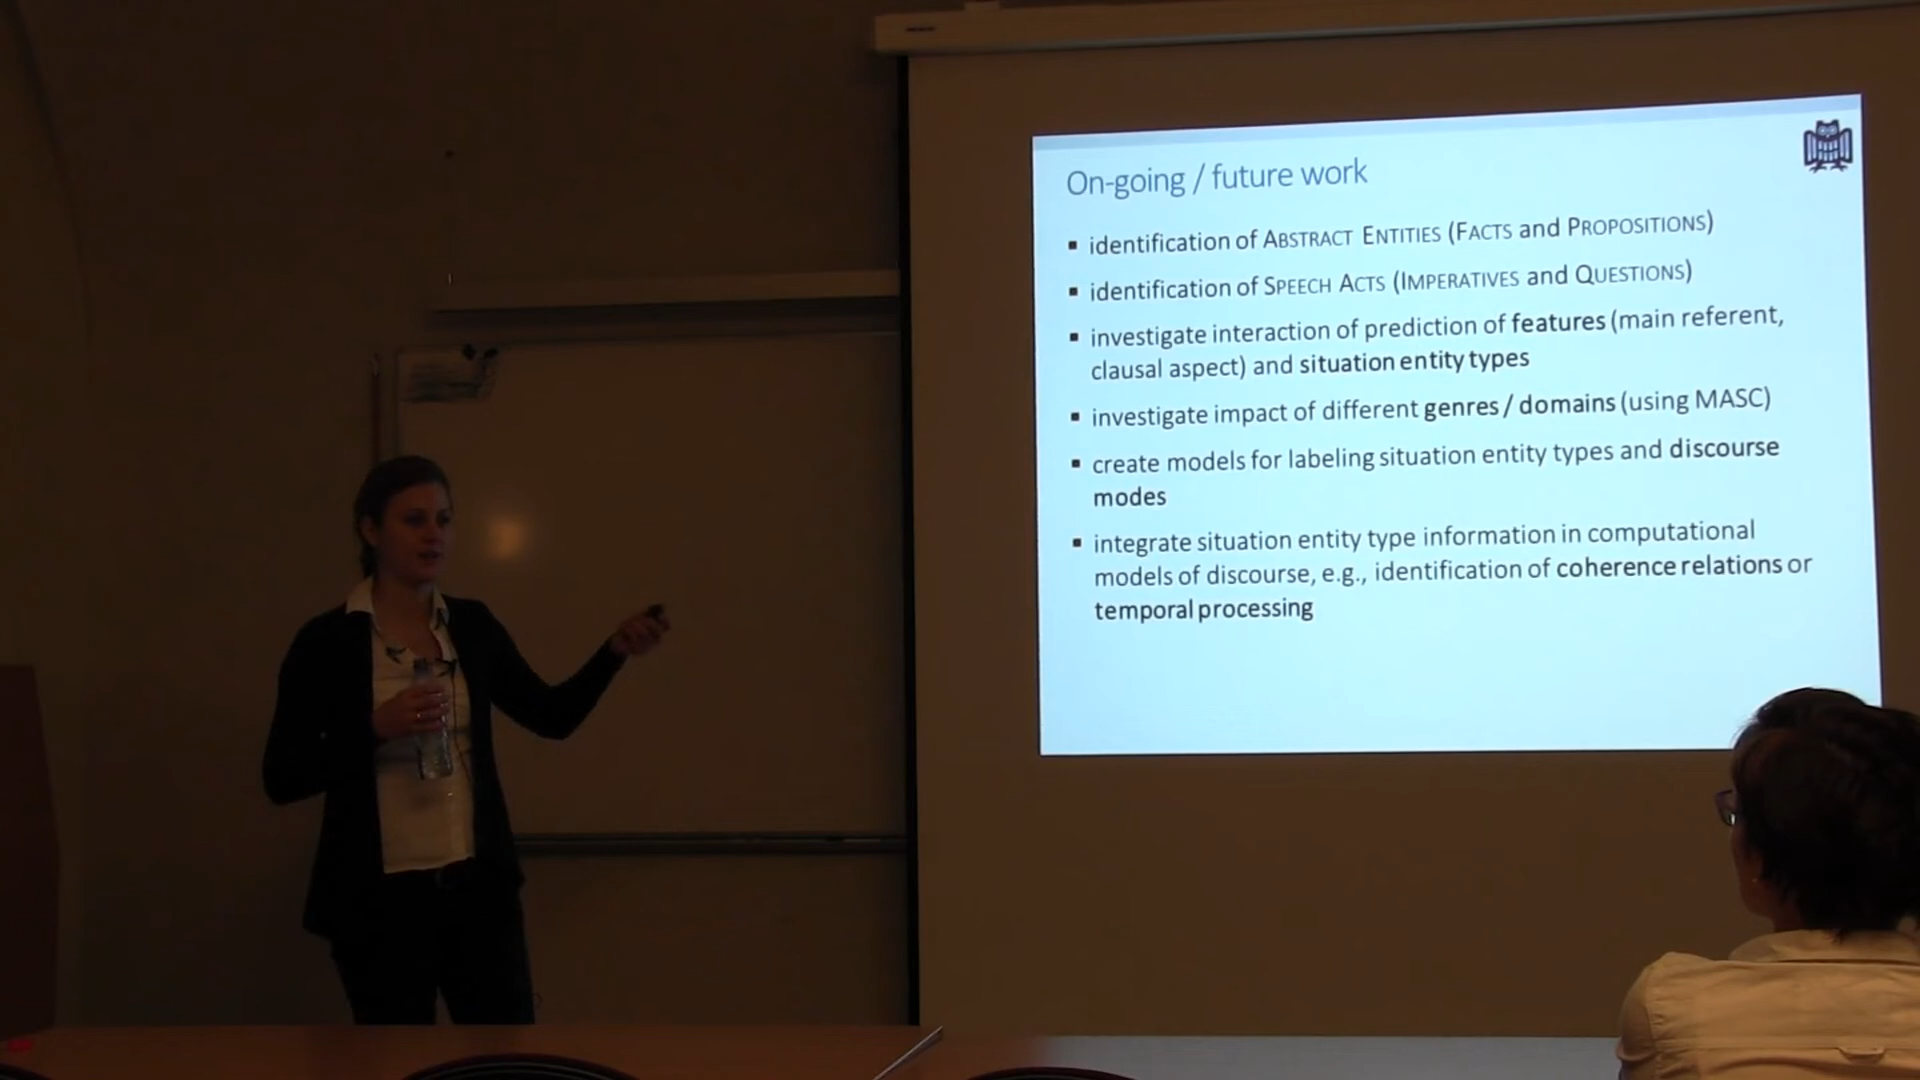 On-going / future work
▪ identification of ABSTRACT ENTITIES (FACTS and PROPOSITIONS)
▪ identification of SPEECH ACTS (IMPERATIVES and QUESTIONS)
▪ investigate interaction of prediction of features (main referent,
clausal aspect) and situation entity types
▪ investigate impact of different genres / domains (using MASC)
▪ create models for labeling situation entity types and discourse
modes
▪ integrate situation entity type information in computational
models of discourse, e.g., identification of coherence relations or
temporal processing